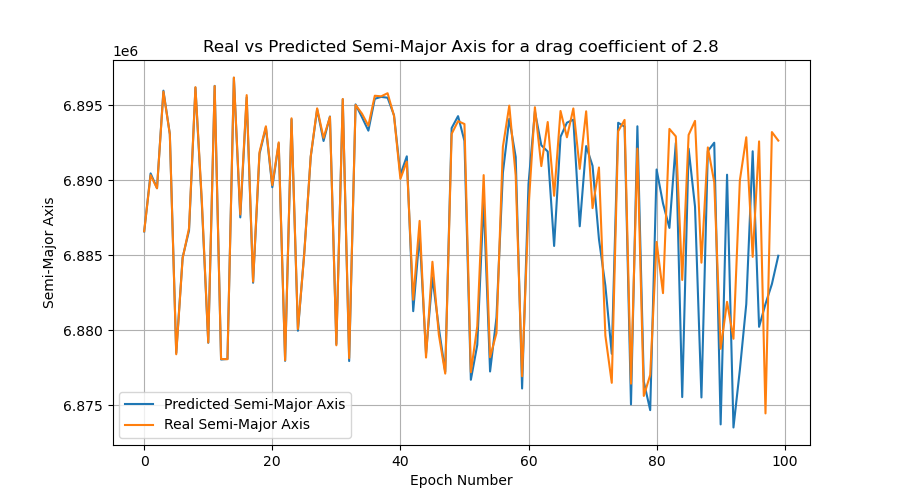 Real vs Predicted Semi-Major Axis for a drag coefficient of 2.8
1e6
6.895
6.890
6.885
6.880
6.875
Semi-Major Axis
Predicted Semi-Major Axis
Real Semi-Major Axis
0 20 40 60 80 100
Epoch Number